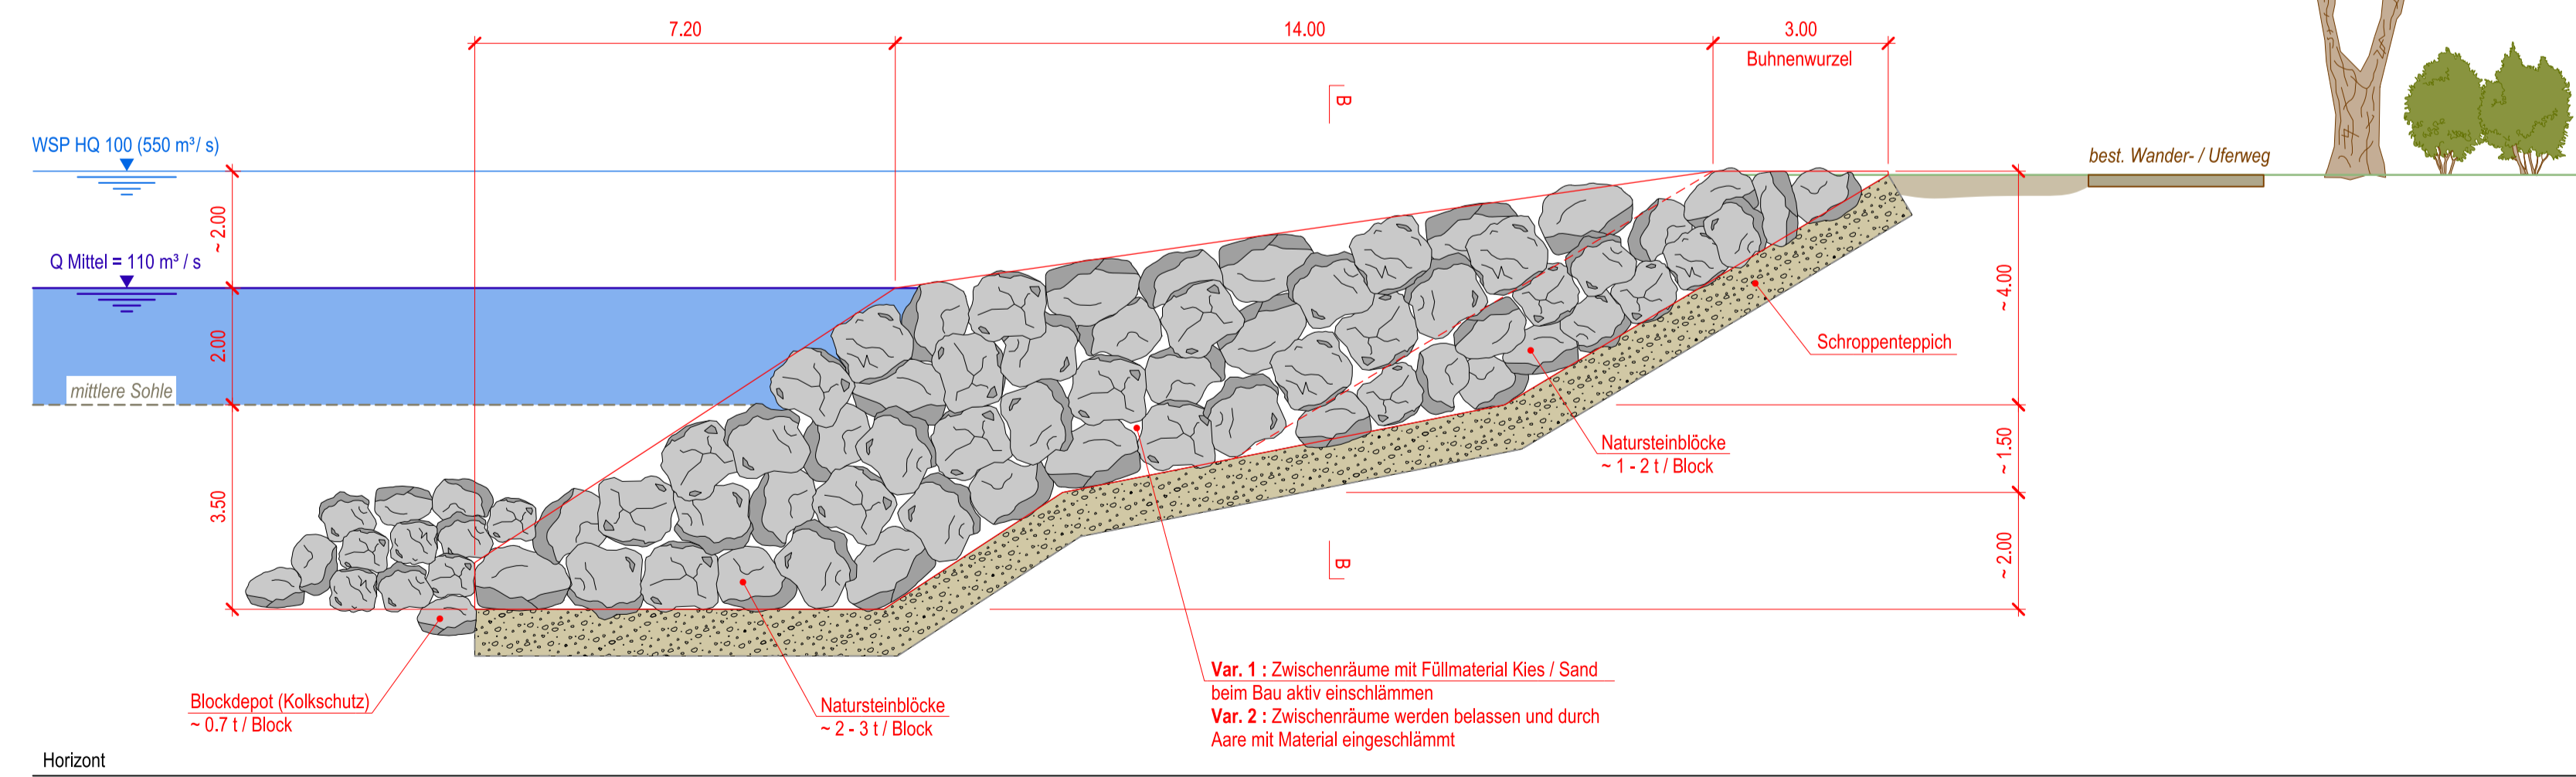 7.20
14.00
3.00
Buhnenwurzel
B
WSP HQ 100 (550 m³/ s)
best. Wander- / Uferweg
~ 2.00
Q Mittel = 110 m³ / s
~ 4.00
2.00
Schroppenteppich
mittlere Sohle
Natursteinblöcke
~ 1 - 2 t / Block
~ 1.50
3.50
B
~ 2.00
Var. 1 : Zwischenräume mit Füllmaterial Kies / Sand
beim Bau aktiv einschlämmen
Var. 2 : Zwischenräume werden belassen und durch
Aare mit Material eingeschlämmt
Blockdepot (Kolkschutz)
~ 0.7 t / Block
Natursteinblöcke
~ 2 - 3 t / Block
Horizont